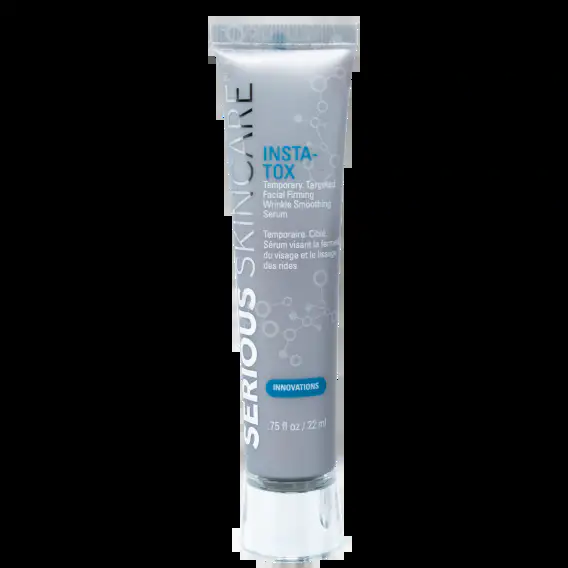 SERIOUS SKINCARE
INSTA-
TOX
Temporary. Targeted.
Facial Firming
Wrinkle Smoothing
Serum
Temporaire. Ciblé.
Sérum visant la fermeté
du visage et le lissage
des rides
INNOVATIONS
.75 fl oz / 22 ml